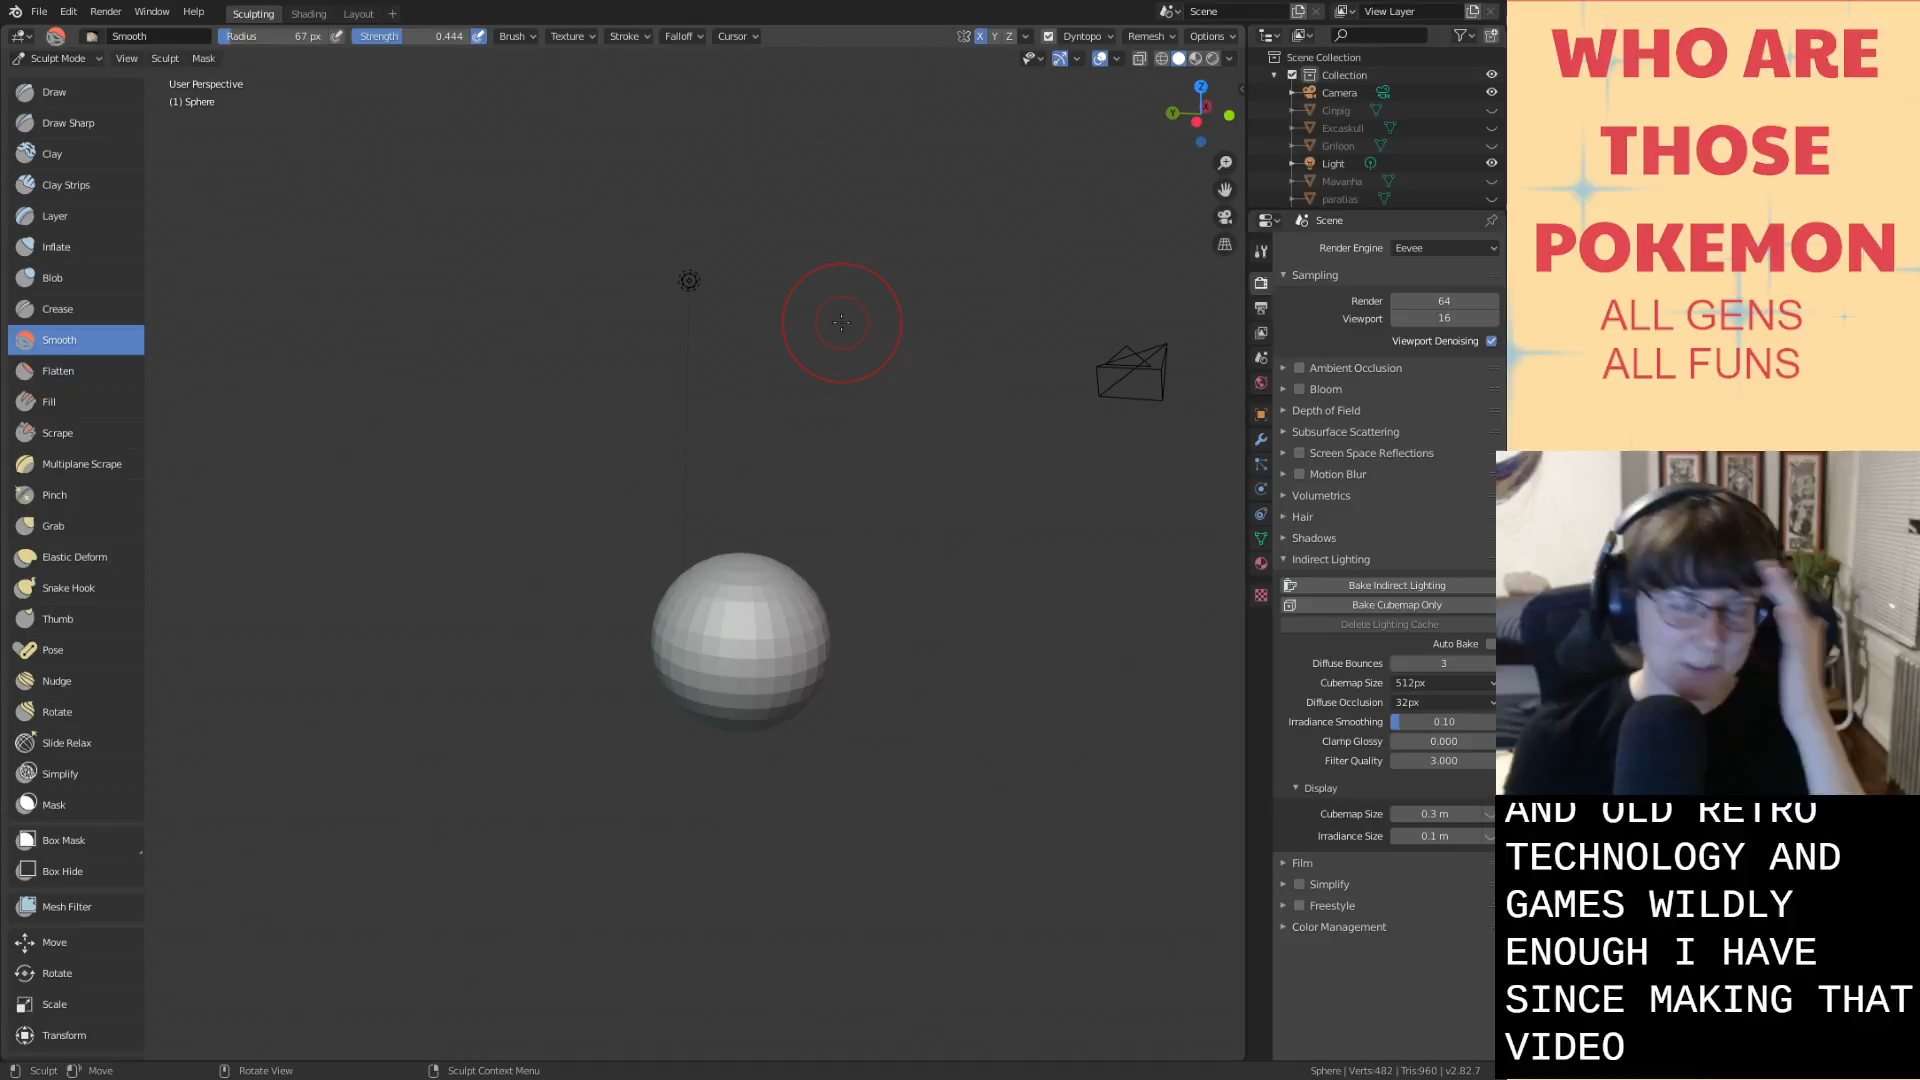 File Edit Render Window Help Sculpting Shading Layout + Scene View Layer
Smooth Radius 67 px Strength 0.444 Brush Texture Stroke Falloff Cursor X Y Z Dyntopo Remesh Options
Sculpt Mode View Sculpt Mask
User Perspective
(1) Sphere
Draw
Draw Sharp
Clay
Clay Strips
Layer
Inflate
Blob
Crease
Smooth
Flatten
Fill
Scrape
Multiplane Scrape
Pinch
Grab
Elastic Deform
Snake Hook
Thumb
Pose
Nudge
Rotate
Slide Relax
Simplify
Mask
Box Mask
Box Hide
Mesh Filter
Move
Rotate
Scale
Transform
Z
Y
X
Scene Collection
Collection
Camera
Cinpig
Excaskull
Griloon
Light
Mavanha
paratias
Scene
Render Engine Eevee
Sampling
Render 64
Viewport 16
Viewport Denoising
Ambient Occlusion
Bloom
Depth of Field
Subsurface Scattering
Screen Space Reflections
Motion Blur
Volumetrics
Hair
Shadows
Indirect Lighting
Bake Indirect Lighting
Bake Cubemap Only
Delete Lighting Cache
Auto Bake
Diffuse Bounces 3
Cubemap Size 512px
Diffuse Occlusion 32px
Irradiance Smoothing 0.10
Clamp Glossy 0.000
Filter Quality 3.000
Display
Cubemap Size 0.3 m
Irradiance Size 0.1 m
Film
Simplify
Freestyle
Color Management
Sculpt Move Rotate View Sculpt Context Menu Sphere | Verts:482 | Tris:960 | v2.82.7
WHO ARE
THOSE
POKEMON
ALL GENS
ALL FUNS
AND OLD RETRO
TECHNOLOGY AND
GAMES WILDLY
ENOUGH I HAVE
SINCE MAKING THAT
VIDEO